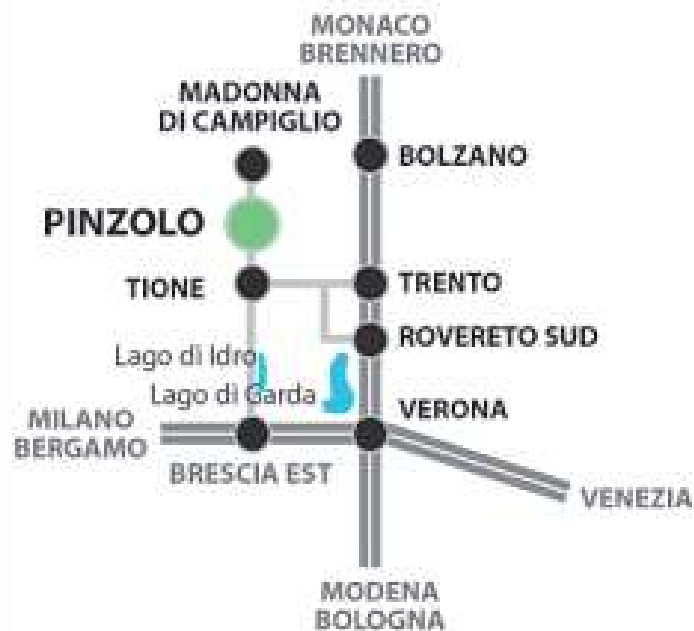 MONACO
BRENNERO
MADONNA
DI CAMPIGLIO
BOLZANO
PINZOLO
TIONE
TRENTO
ROVERETO SUD
Lago di Idro
Lago di Garda
VERONA
MILANO
BERGAMO
BRESCIA EST
VENEZIA
MODENA
BOLOGNA